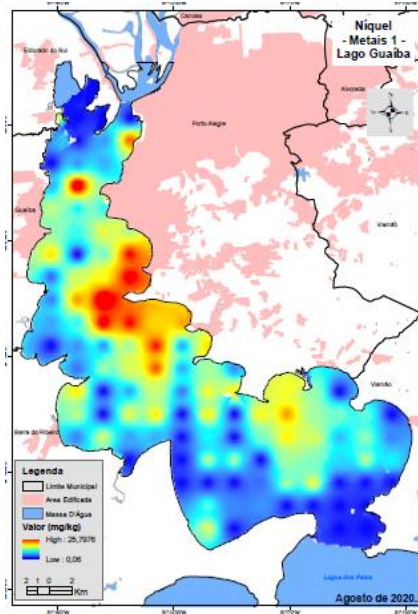 Níquel
- Metais 1 -
Lago Guaíba
Canoas
Eldorado do Sul
Alvorada
Porto Alegre
Guaíba
Viamão
Viamão
Barra do Ribeiro
Legenda
Limite Municipal
Area Edificada
Massa D'Água
Valor (mg/kg)
High : 25,7976
Low : 0,06
2 1 0 2
Km
Lagoa dos Patos
Agosto de 2020